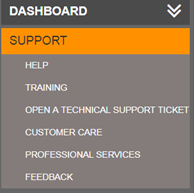 DASHBOARD
SUPPORT
HELP
TRAINING
OPEN A TECHNICAL SUPPORT TICKET
CUSTOMER CARE
PROFESSIONAL SERVICES
FEEDBACK